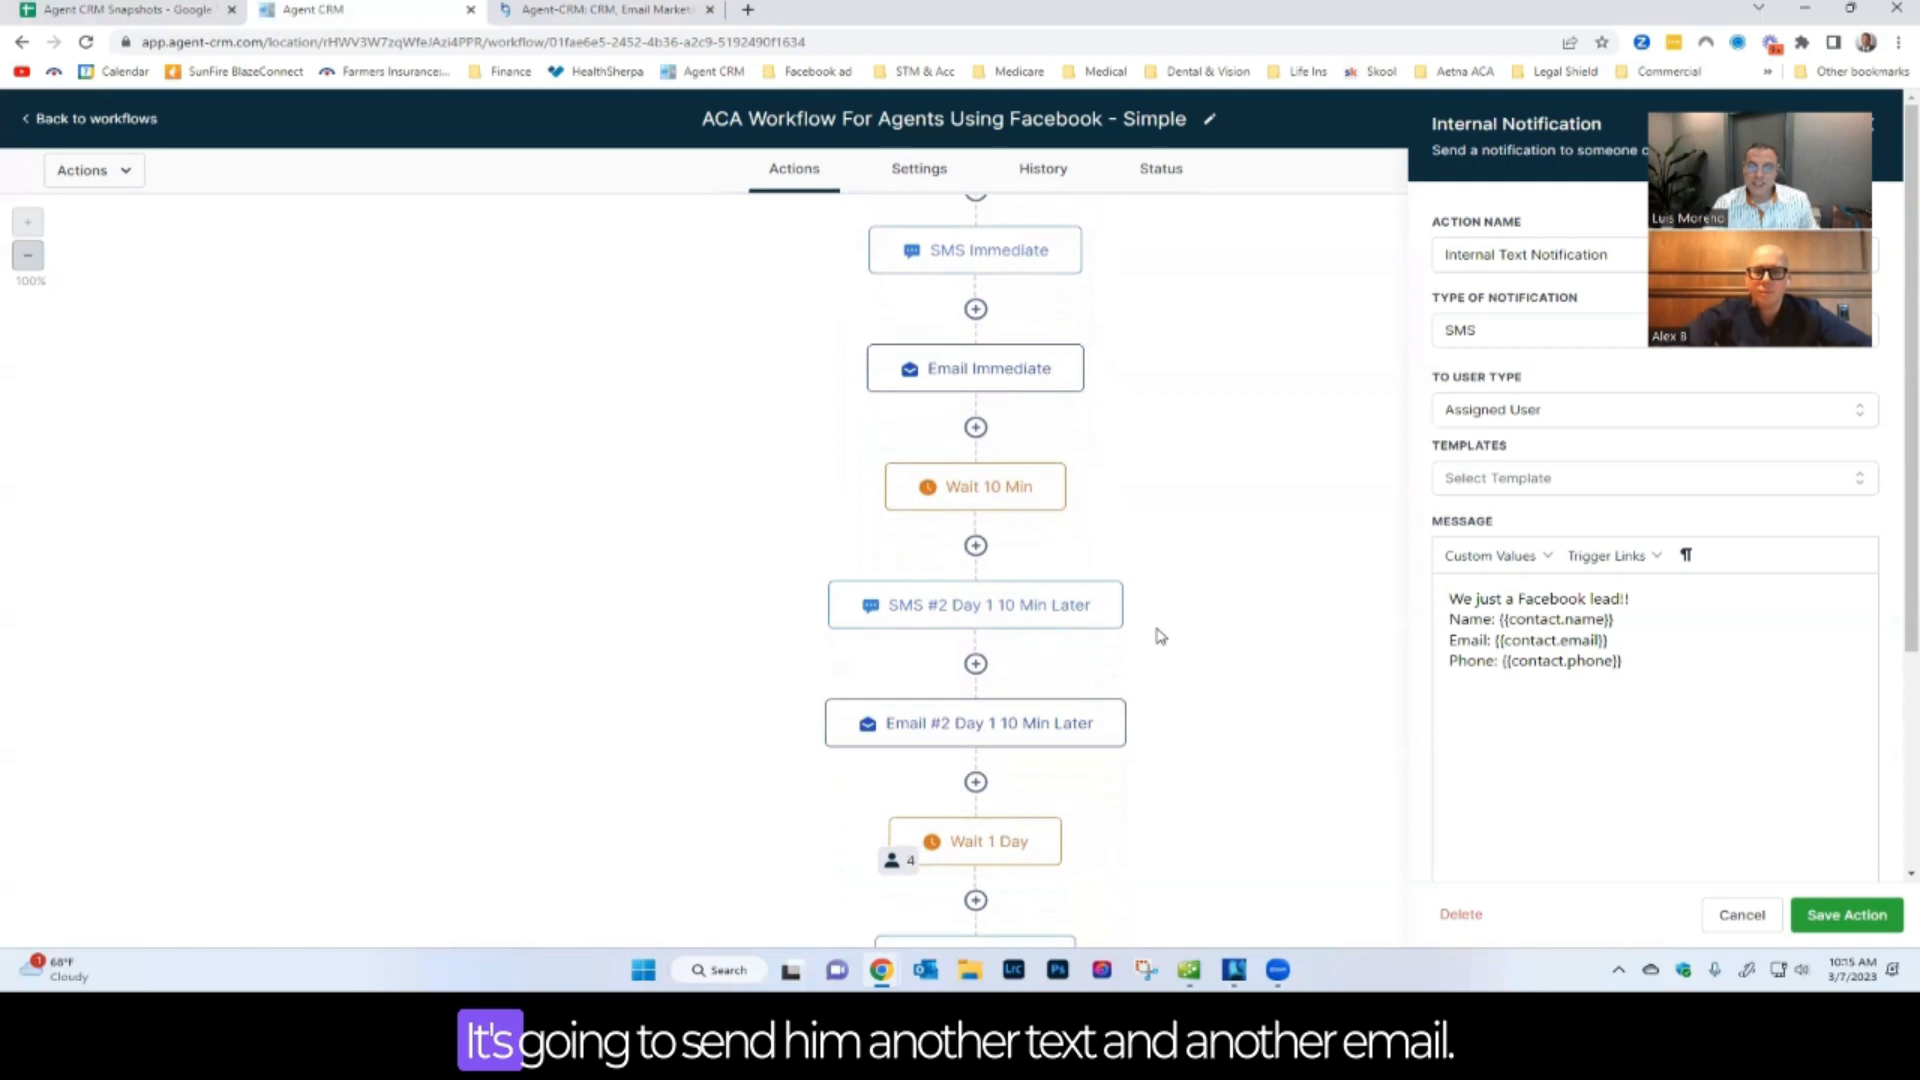 Agent CRM Snapshots - Google
Agent CRM
Agent-CRM: CRM, Email Market
app.agent-crm.com/location/rHWV3W7zqWfeJAzi4PPR/workflow/01fae6e5-2452-4b36-a2c9-5192490f1634
Calendar
SunFire BlazeConnect
Farmers Insurance:...
Finance
HealthSherpa
Agent CRM
Facebook ad
STM & Acc
Medicare
Medical
Dental & Vision
Life Ins
sk Skool
Aetna ACA
Legal Shield
Commercial
»
Other bookmarks
Back to workflows
ACA Workflow For Agents Using Facebook - Simple
Internal Notification
Send a notification to someone
Actions
Actions
Settings
History
Status
100%
SMS Immediate
Email Immediate
Wait 10 Min
SMS #2 Day 1 10 Min Later
Email #2 Day 1 10 Min Later
Wait 1 Day
4
Luis Moreno
Alex B
ACTION NAME
Internal Text Notification
TYPE OF NOTIFICATION
SMS
TO USER TYPE
Assigned User
TEMPLATES
Select Template
MESSAGE
Custom Values
Trigger Links
¶
We just a Facebook lead!!
Name: {{contact.name}}
Email: {{contact.email}}
Phone: {{contact.phone}}
Delete
Cancel
Save Action
1
68°F
Cloudy
Search
Lrc
Ps
10:15 AM
3/7/2023
It's going to send him another text and another email.